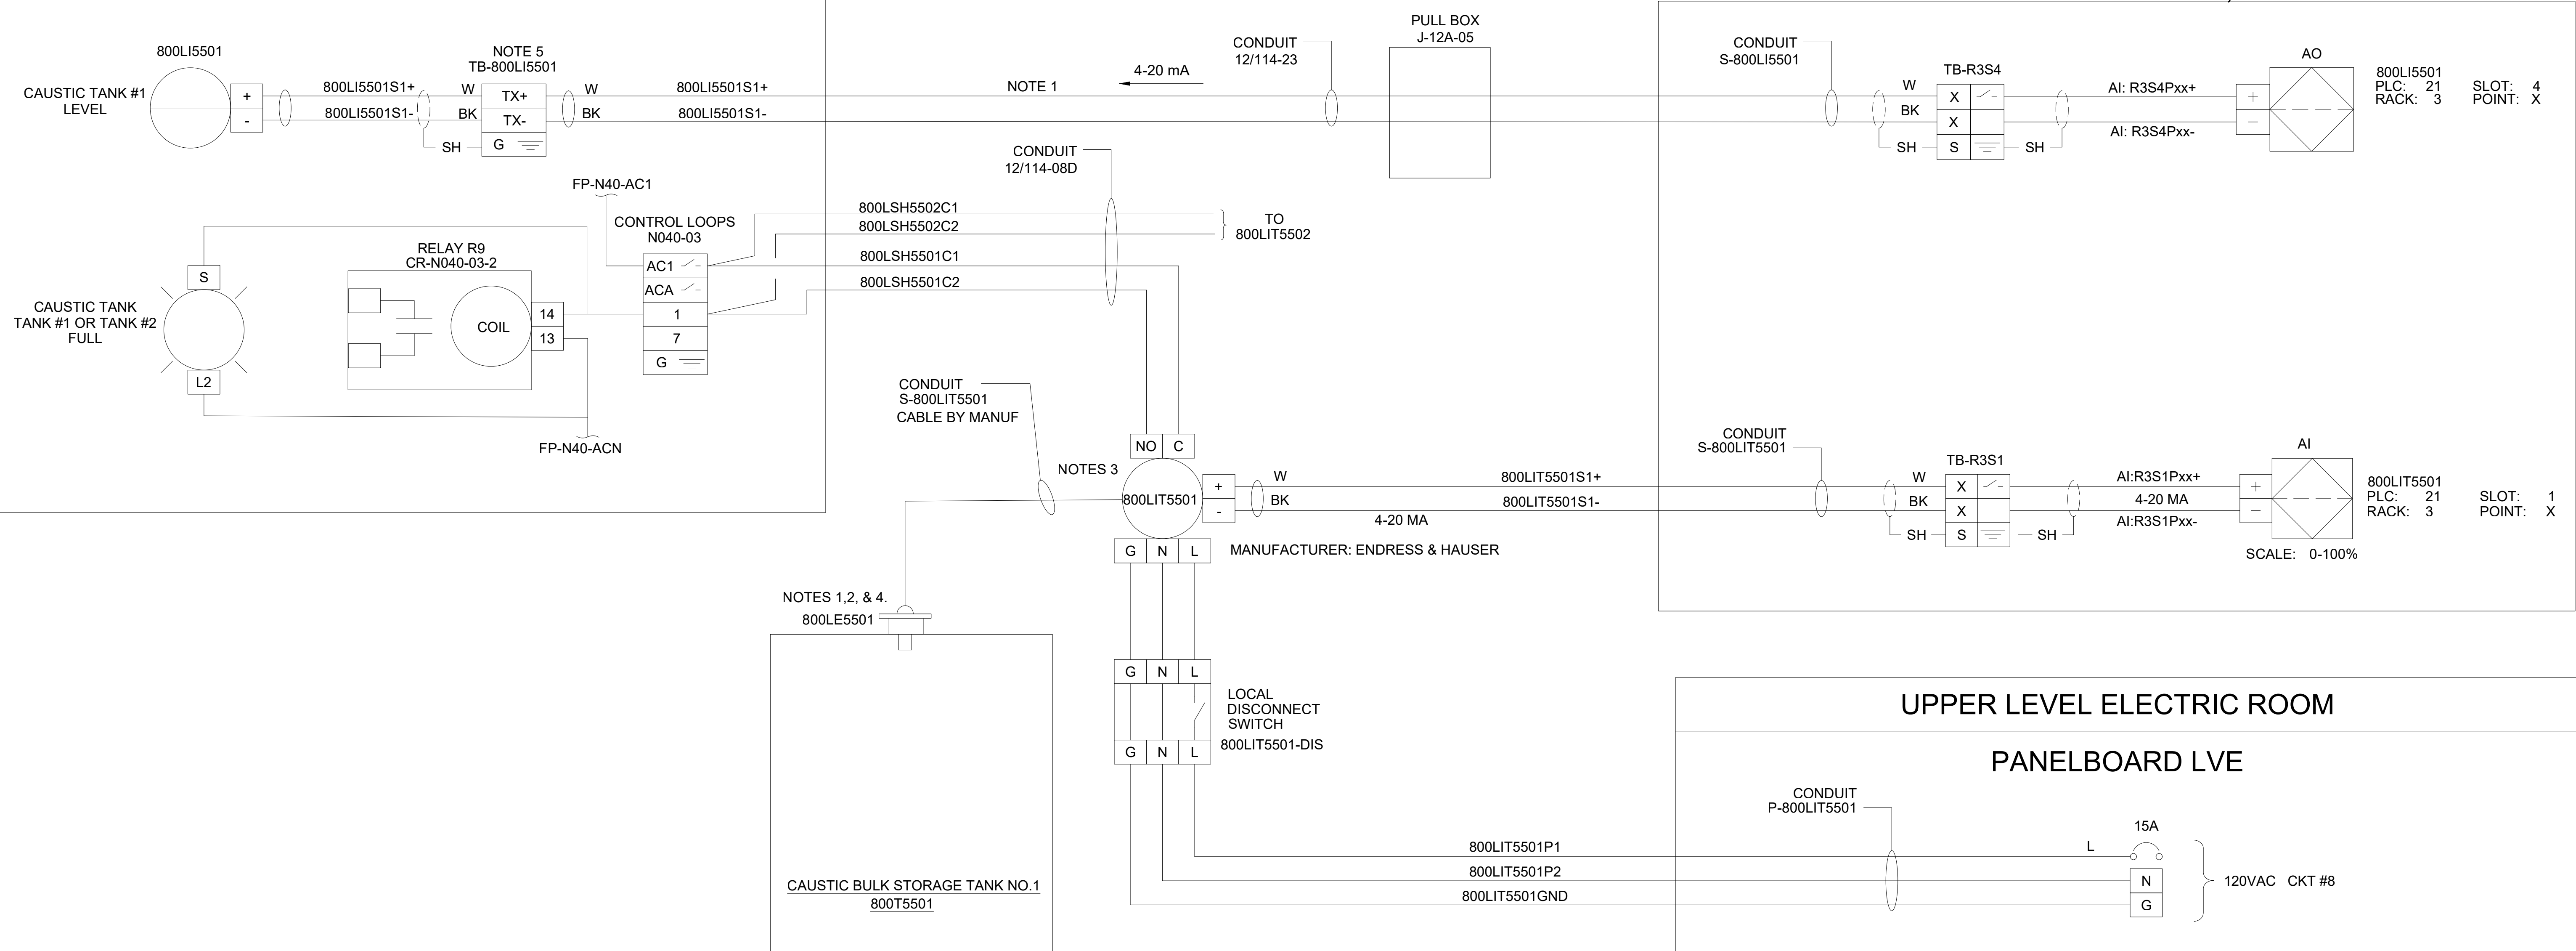 800LI5501
CAUSTIC TANK #1
LEVEL
+
-
800LI5501S1+
800LI5501S1-
NOTE 5
TB-800LI5501
W
BK
SH
TX+
TX-
G
W
BK
800LI5501S1+
800LI5501S1-
NOTE 1
4-20 mA
CONDUIT
12/114-23
PULL BOX
J-12A-05
CONDUIT
S-800LI5501
W
BK
SH
TB-R3S4
X
X
S
SH
AI: R3S4Pxx+
AI: R3S4Pxx-
+
-
AO
800LI5501
PLC: 21 SLOT: 4
RACK: 3 POINT: X
CONDUIT
12/114-08D
FP-N40-AC1
CONTROL LOOPS
N040-03
AC1
ACA
1
7
G
800LSH5502C1
800LSH5502C2
TO
800LIT5502
800LSH5501C1
800LSH5501C2
RELAY R9
CR-N040-03-2
COIL
14
13
S
L2
CAUSTIC TANK
TANK #1 OR TANK #2
FULL
FP-N40-ACN
CONDUIT
S-800LIT5501
CABLE BY MANUF
NOTES 3
NO C
800LIT5501
+
-
W
BK
4-20 MA
800LIT5501S1+
800LIT5501S1-
G N L
MANUFACTURER: ENDRESS & HAUSER
CONDUIT
S-800LIT5501
W
BK
SH
TB-R3S1
X
X
S
SH
AI:R3S1Pxx+
4-20 MA
AI:R3S1Pxx-
+
-
AI
800LIT5501
PLC: 21 SLOT: 1
RACK: 3 POINT: X
SCALE: 0-100%
NOTES 1,2, & 4.
800LE5501
G N L
LOCAL
DISCONNECT
SWITCH
800LIT5501-DIS
G N L
CAUSTIC BULK STORAGE TANK NO.1
800T5501
UPPER LEVEL ELECTRIC ROOM
PANELBOARD LVE
CONDUIT
P-800LIT5501
800LIT5501P1
800LIT5501P2
800LIT5501GND
L
15A
N
G
120VAC CKT #8